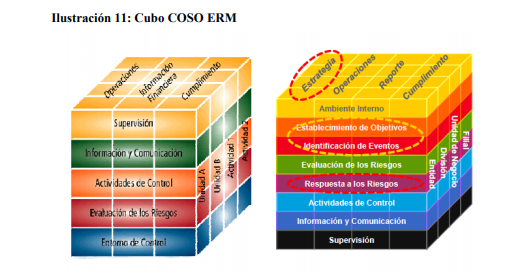 Ilustración 11: Cubo COSO ERM
Operaciones
Información
Financiera
Cumplimiento
Supervisión
Información y Comunicación
Actividades de Control
Evaluación de los Riesgos
Entorno de Control
Unidad A
Unidad B
Actividad 1
Actividad 2
Estrategia
Operaciones
Reporte
Cumplimiento
Ambiente Interno
Establecimiento de Objetivos
Identificación de Eventos
Evaluación de los Riesgos
Respuesta a los Riesgos
Actividades de Control
Información y Comunicación
Supervisión
Entidad
División
Unidad de Negocio
Filial